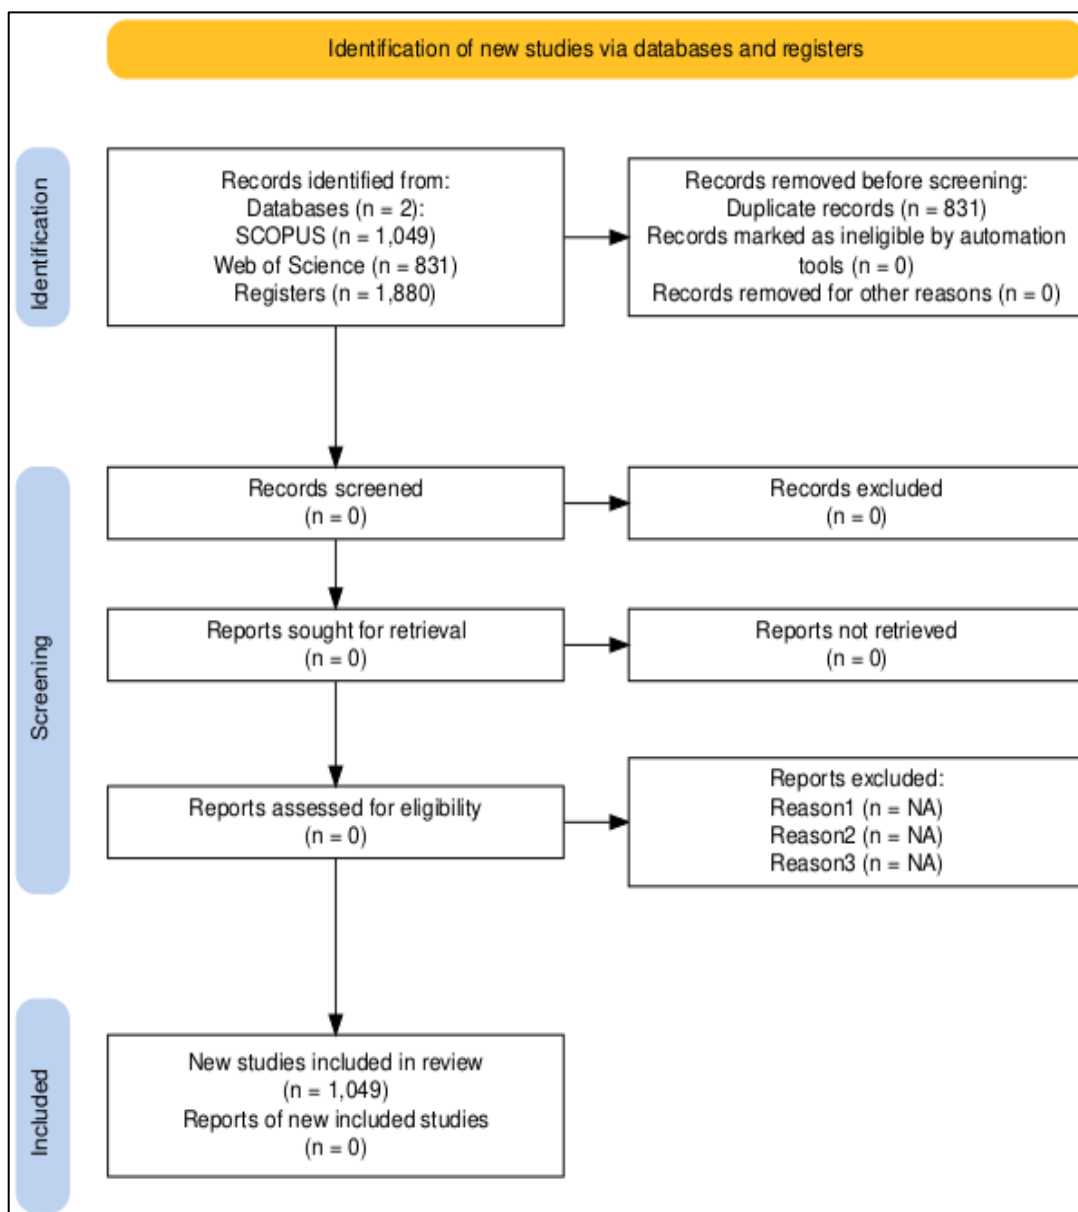 Identification of new studies via databases and registers
Identification
Records identified from:
Databases (n = 2):
SCOPUS (n = 1,049)
Web of Science (n = 831)
Registers (n = 1,880)
Records removed before screening:
Duplicate records (n = 831)
Records marked as ineligible by automation
tools (n = 0)
Records removed for other reasons (n = 0)
Screening
Records screened
(n = 0)
Records excluded
(n = 0)
Reports sought for retrieval
(n = 0)
Reports not retrieved
(n = 0)
Reports assessed for eligibility
(n = 0)
Reports excluded:
Reason1 (n = NA)
Reason2 (n = NA)
Reason3 (n = NA)
Included
New studies included in review
(n = 1,049)
Reports of new included studies
(n = 0)